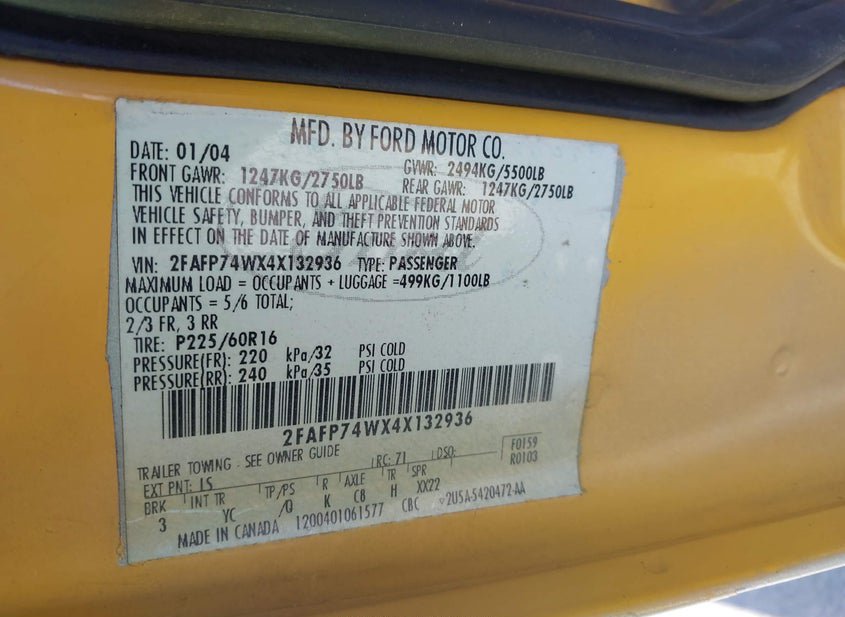 MFD. BY FORD MOTOR CO.
DATE: 01/04 GVWR: 2494KG/5500LB
FRONT GAWR: 1247KG/2750LB REAR GAWR: 1247KG/2750LB
THIS VEHICLE CONFORMS TO ALL APPLICABLE FEDERAL MOTOR
VEHICLE SAFETY, BUMPER, AND THEFT PREVENTION STANDARDS
IN EFFECT ON THE DATE OF MANUFACTURE SHOWN ABOVE.
VIN: 2FAFP74WX4X132936 TYPE: PASSENGER
MAXIMUM LOAD = OCCUPANTS + LUGGAGE =499KG/1100LB
OCCUPANTS = 5/6 TOTAL;
2/3 FR, 3 RR
TIRE: P225/60R16
PRESSURE(FR) 220 kPa/32 PSI COLD
PRESSURE(RR) 240 kPa/35 PSI COLD
2FAFP74WX4X132936
TRAILER TOWING - SEE OWNER GUIDE F0159
RC: 71 DSO: R0103
EXT PNT: LS
BRK INT TR TP/PS R AXLE TR SPR
3 YC /Q K CB H XX22
MADE IN CANADA 1200401061577 CBC 2U5A-5420472-AA